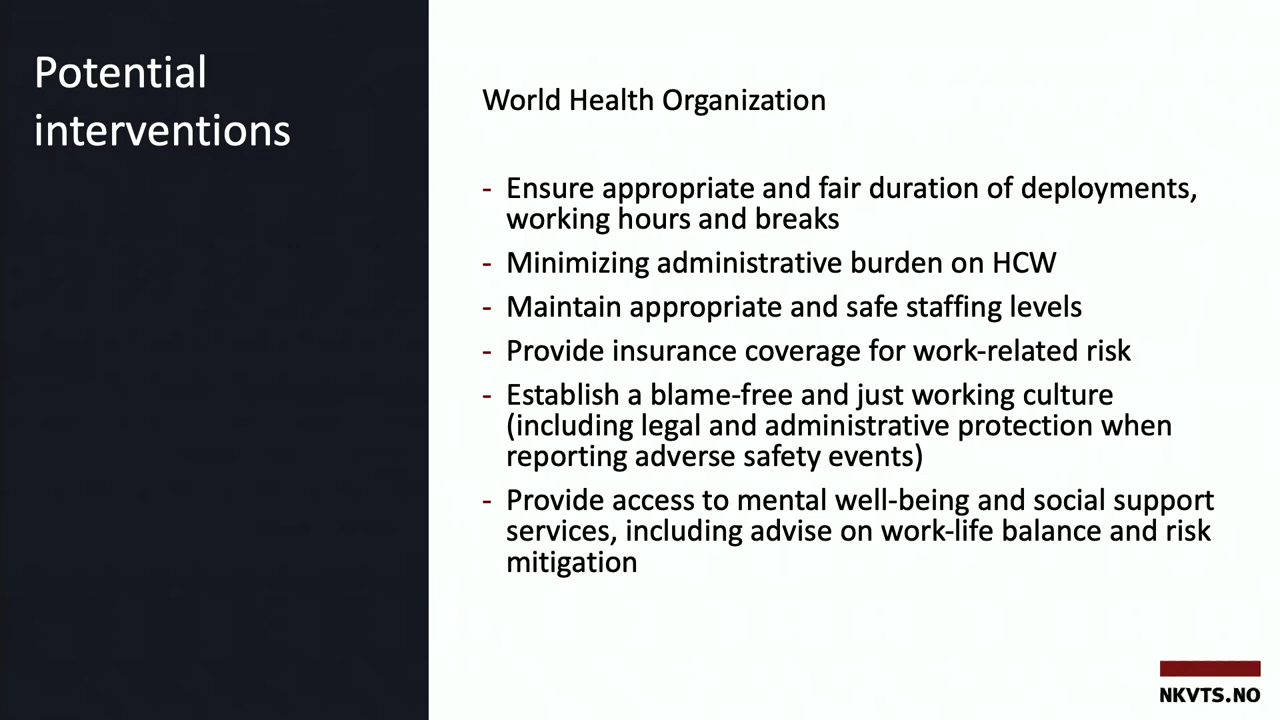 Potential
interventions
World Health Organization
- Ensure appropriate and fair duration of deployments,
working hours and breaks
- Minimizing administrative burden on HCW
- Maintain appropriate and safe staffing levels
- Provide insurance coverage for work-related risk
- Establish a blame-free and just working culture
(including legal and administrative protection when
reporting adverse safety events)
- Provide access to mental well-being and social support
services, including advise on work-life balance and risk
mitigation
NKVTS.NO